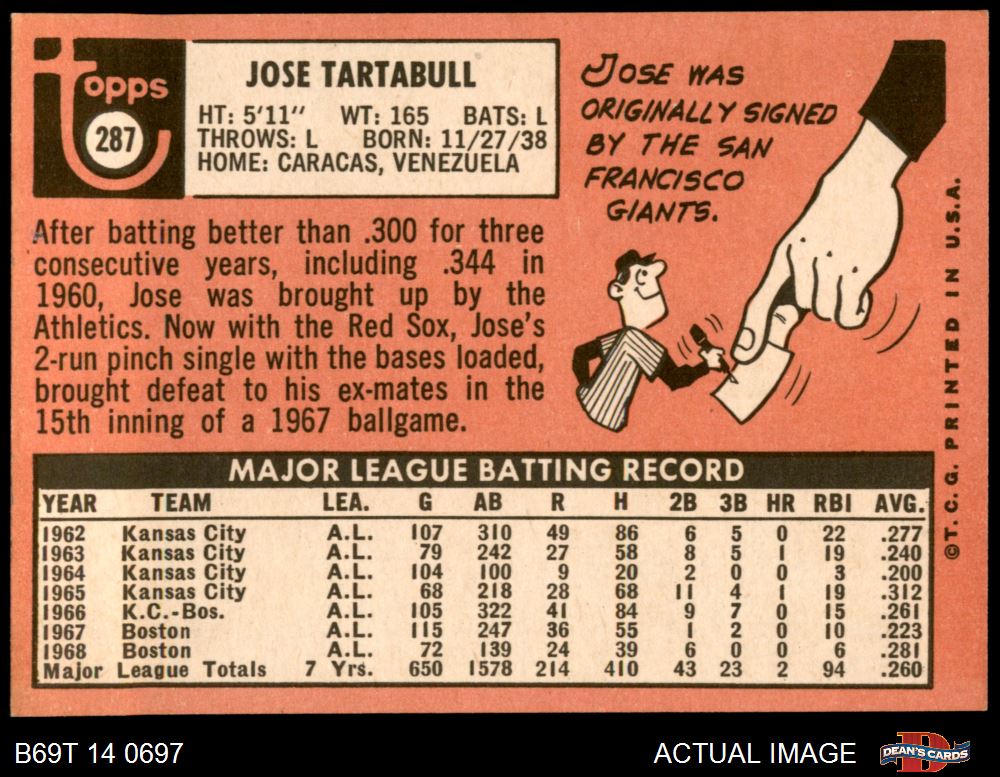 Topps
287
JOSE TARTABULL
HT: 5'11" WT: 165 BATS: L
THROWS: L BORN: 11/27/38
HOME: CARACAS, VENEZUELA
JOSE WAS
ORIGINALLY SIGNED
BY THE SAN
FRANCISCO
GIANTS.
After batting better than .300 for three
consecutive years, including .344 in
1960, Jose was brought up by the
Athletics. Now with the Red Sox, Jose's
2-run pinch single with the bases loaded,
brought defeat to his ex-mates in the
15th inning of a 1967 ballgame.
©T. C. G. PRINTED IN U.S.A.
MAJOR LEAGUE BATTING RECORD
YEAR TEAM LEA. G AB R H 2B 3B HR RBI AVG.
1962 Kansas City A.L. 107 310 49 86 6 5 0 22 .277
1963 Kansas City A.L. 79 242 27 58 8 5 1 19 .240
1964 Kansas City A.L. 104 100 9 20 2 0 0 3 .200
1965 Kansas City A.L. 68 218 28 68 11 4 1 19 .312
1966 K.C.-Bos. A.L. 105 322 41 84 9 7 0 15 .261
1967 Boston A.L. 115 247 36 55 1 2 0 10 .223
1968 Boston A.L. 72 139 24 39 6 0 0 6 .281
Major League Totals 7 Yrs. 650 1578 214 410 43 23 2 94 .260
B69T 14 0697
ACTUAL IMAGE
D
DEAN'S CARDS